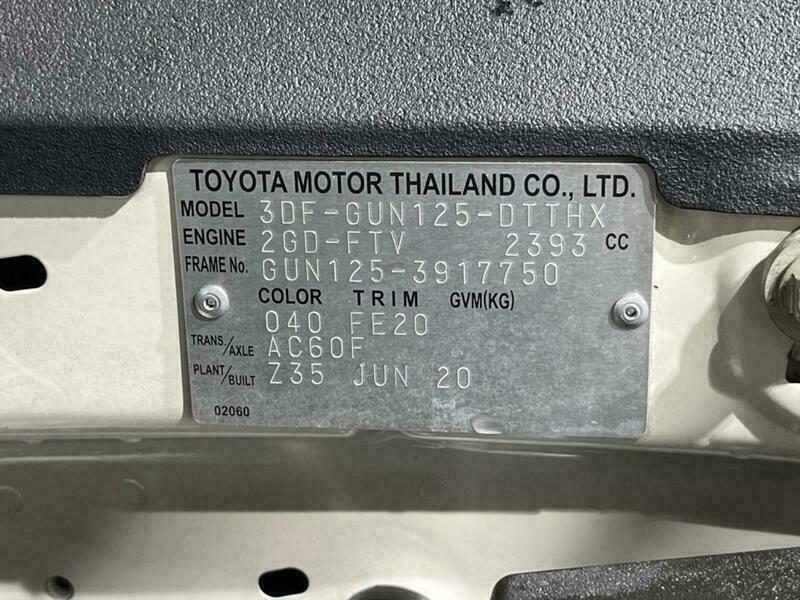 TOYOTA MOTOR THAILAND CO., LTD.
MODEL 3DF-GUN125-DTTHX
ENGINE 2GD-FTV 2393 CC
FRAME No. GUN125-3917750
COLOR TRIM GVM(KG)
040 FE20
TRANS/AXLE AC60F
PLANT/BUILT Z35 JUN 20
02060